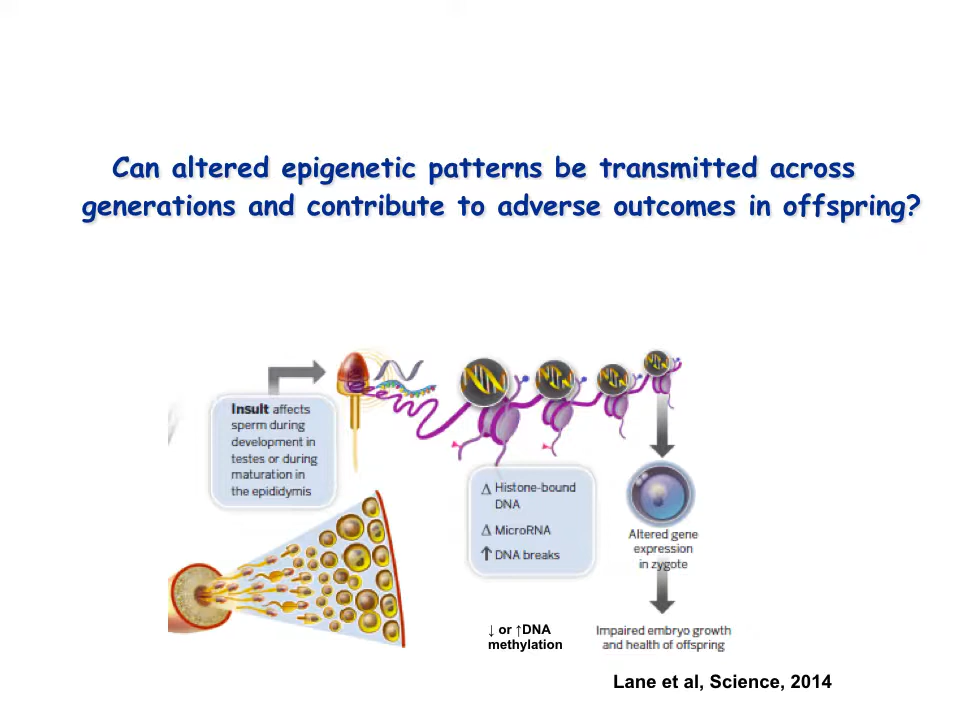 Can altered epigenetic patterns be transmitted across
generations and contribute to adverse outcomes in offspring?
Insult affects
sperm during
development in
testes or during
maturation in
the epididymis
Δ Histone-bound
DNA
Δ MicroRNA
↑ DNA breaks
↓ or ↑DNA
methylation
Altered gene
expression
in zygote
Impaired embryo growth
and health of offspring
Lane et al, Science, 2014